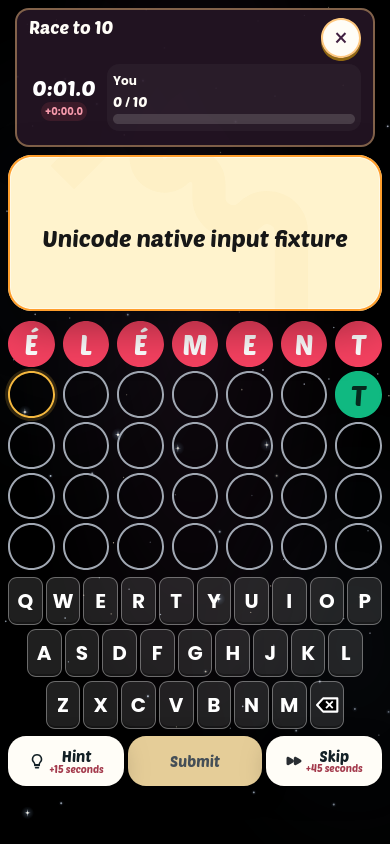 Race to 10
×
0:01.0
+0:00.0
You
0 / 10
Unicode native input fixture
É L É M E N T
T
Q W E R T Y U I O P
A S D F G H J K L
Z X C V B N M
Hint
+15 seconds
Submit
Skip
+45 seconds